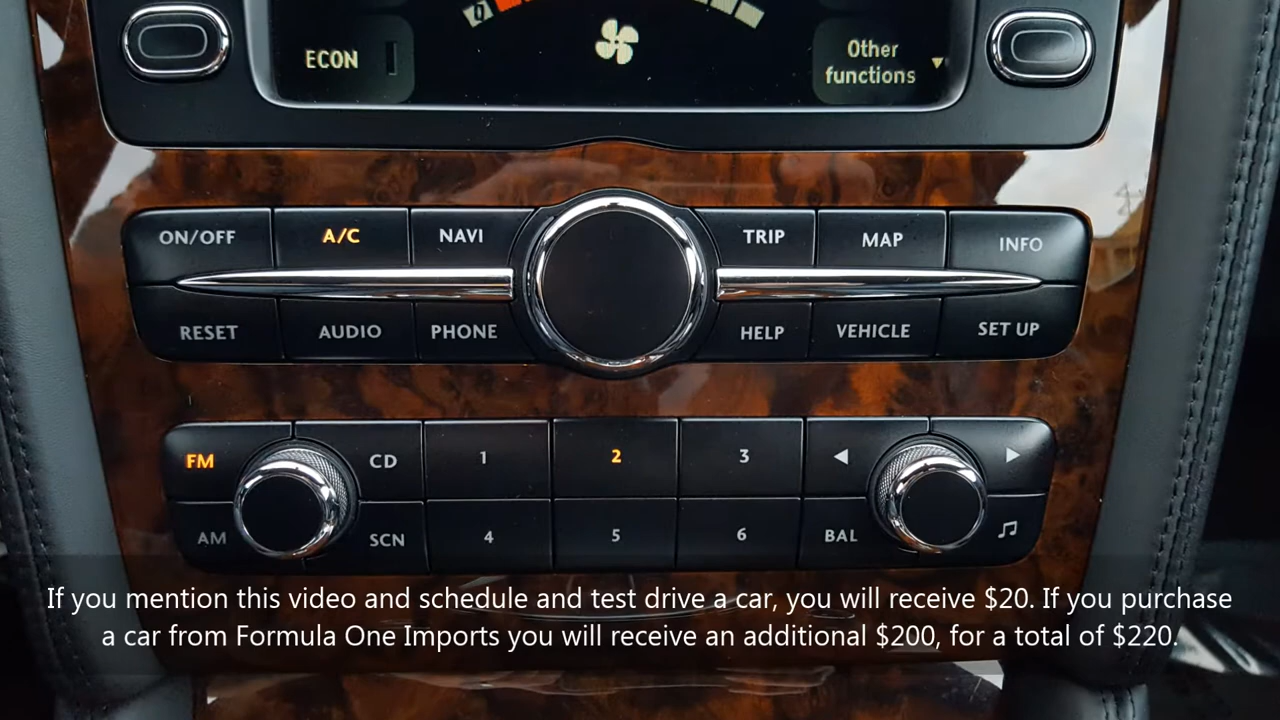 0
ECON
Other
functions
ON/OFF A/C NAVI TRIP MAP INFO
RESET AUDIO PHONE HELP VEHICLE SET UP
FM CD 1 2 3
AM SCN 4 5 6 BAL
If you mention this video and schedule and test drive a car, you will receive $20. If you purchase
a car from Formula One Imports you will receive an additional $200, for a total of $220.